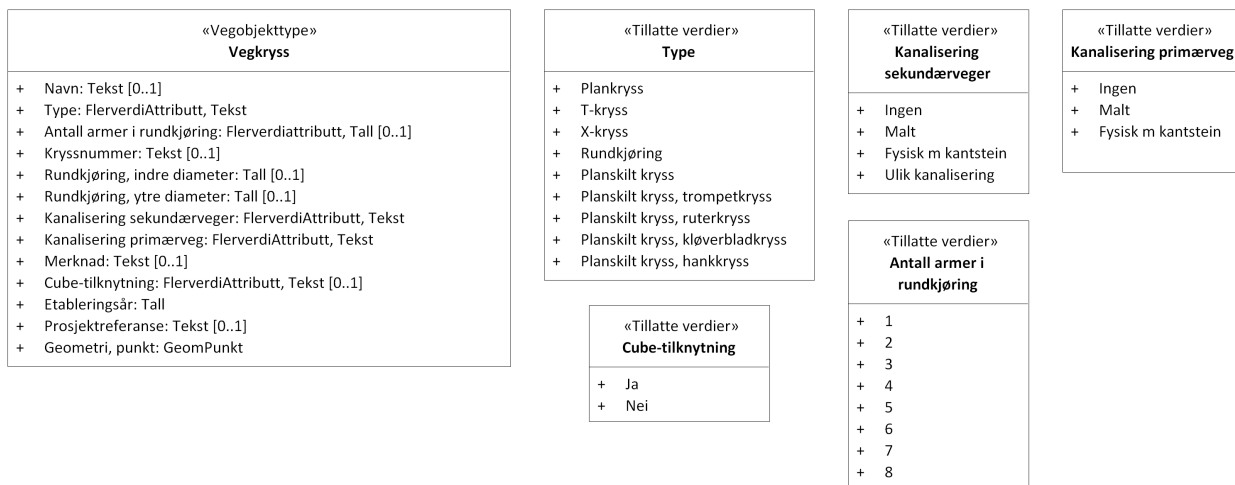 «Vegobjekttype»
Vegkryss
+ Navn: Tekst [0..1]
+ Type: FlerverdiAttributt, Tekst
+ Antall armer i rundkjøring: Flerverdiattributt, Tall [0..1]
+ Kryssnummer: Tekst [0..1]
+ Rundkjøring, indre diameter: Tall [0..1]
+ Rundkjøring, ytre diameter: Tall [0..1]
+ Kanalisering sekundærveger: FlerverdiAttributt, Tekst
+ Kanalisering primærveg: FlerverdiAttributt, Tekst
+ Merknad: Tekst [0..1]
+ Cube-tilknytning: FlerverdiAttributt, Tekst [0..1]
+ Etableringsår: Tall
+ Prosjektreferanse: Tekst [0..1]
+ Geometri, punkt: GeomPunkt
«Tillatte verdier»
Type
+ Plankryss
+ T-kryss
+ X-kryss
+ Rundkjøring
+ Planskilt kryss
+ Planskilt kryss, trompetkryss
+ Planskilt kryss, ruterkryss
+ Planskilt kryss, kløverbladkryss
+ Planskilt kryss, hankkryss
«Tillatte verdier»
Cube-tilknytning
+ Ja
+ Nei
«Tillatte verdier»
Kanalisering
sekundærveger
+ Ingen
+ Malt
+ Fysisk m kantstein
+ Ulik kanalisering
«Tillatte verdier»
Antall armer i
rundkjøring
+ 1
+ 2
+ 3
+ 4
+ 5
+ 6
+ 7
+ 8
«Tillatte verdier»
Kanalisering primærveg
+ Ingen
+ Malt
+ Fysisk m kantstein